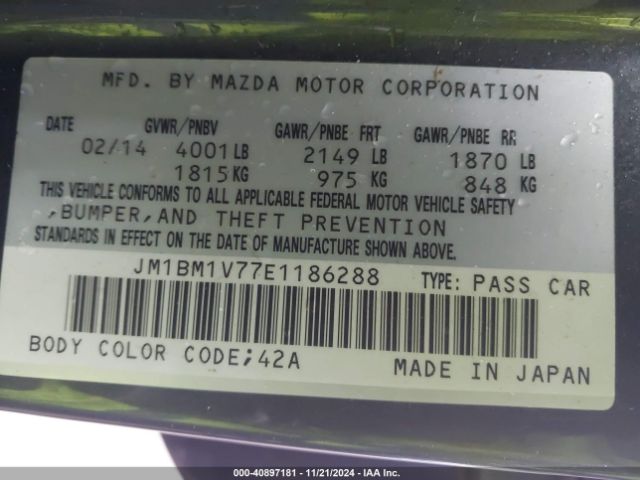 MFD. BY MAZDA MOTOR CORPORATION
DATE GVWR/PNBV GAWR/PNBE FRT GAWR/PNBE RR
02/14 4001 LB 2149 LB 1870 LB
1815 KG 975 KG 848 KG
THIS VEHICLE CONFORMS TO ALL APPLICABLE FEDERAL MOTOR VEHICLE SAFETY
,BUMPER,AND THEFT PREVENTION
STANDARDS IN EFFECT ON THE DATE OF MANUFACTURE SHOWN ABOVE.
JM1BM1V77E1186288 TYPE: PASS CAR
BODY COLOR CODE;42A MADE IN JAPAN
000-40897181 - 11/21/2024 - IAA Inc.